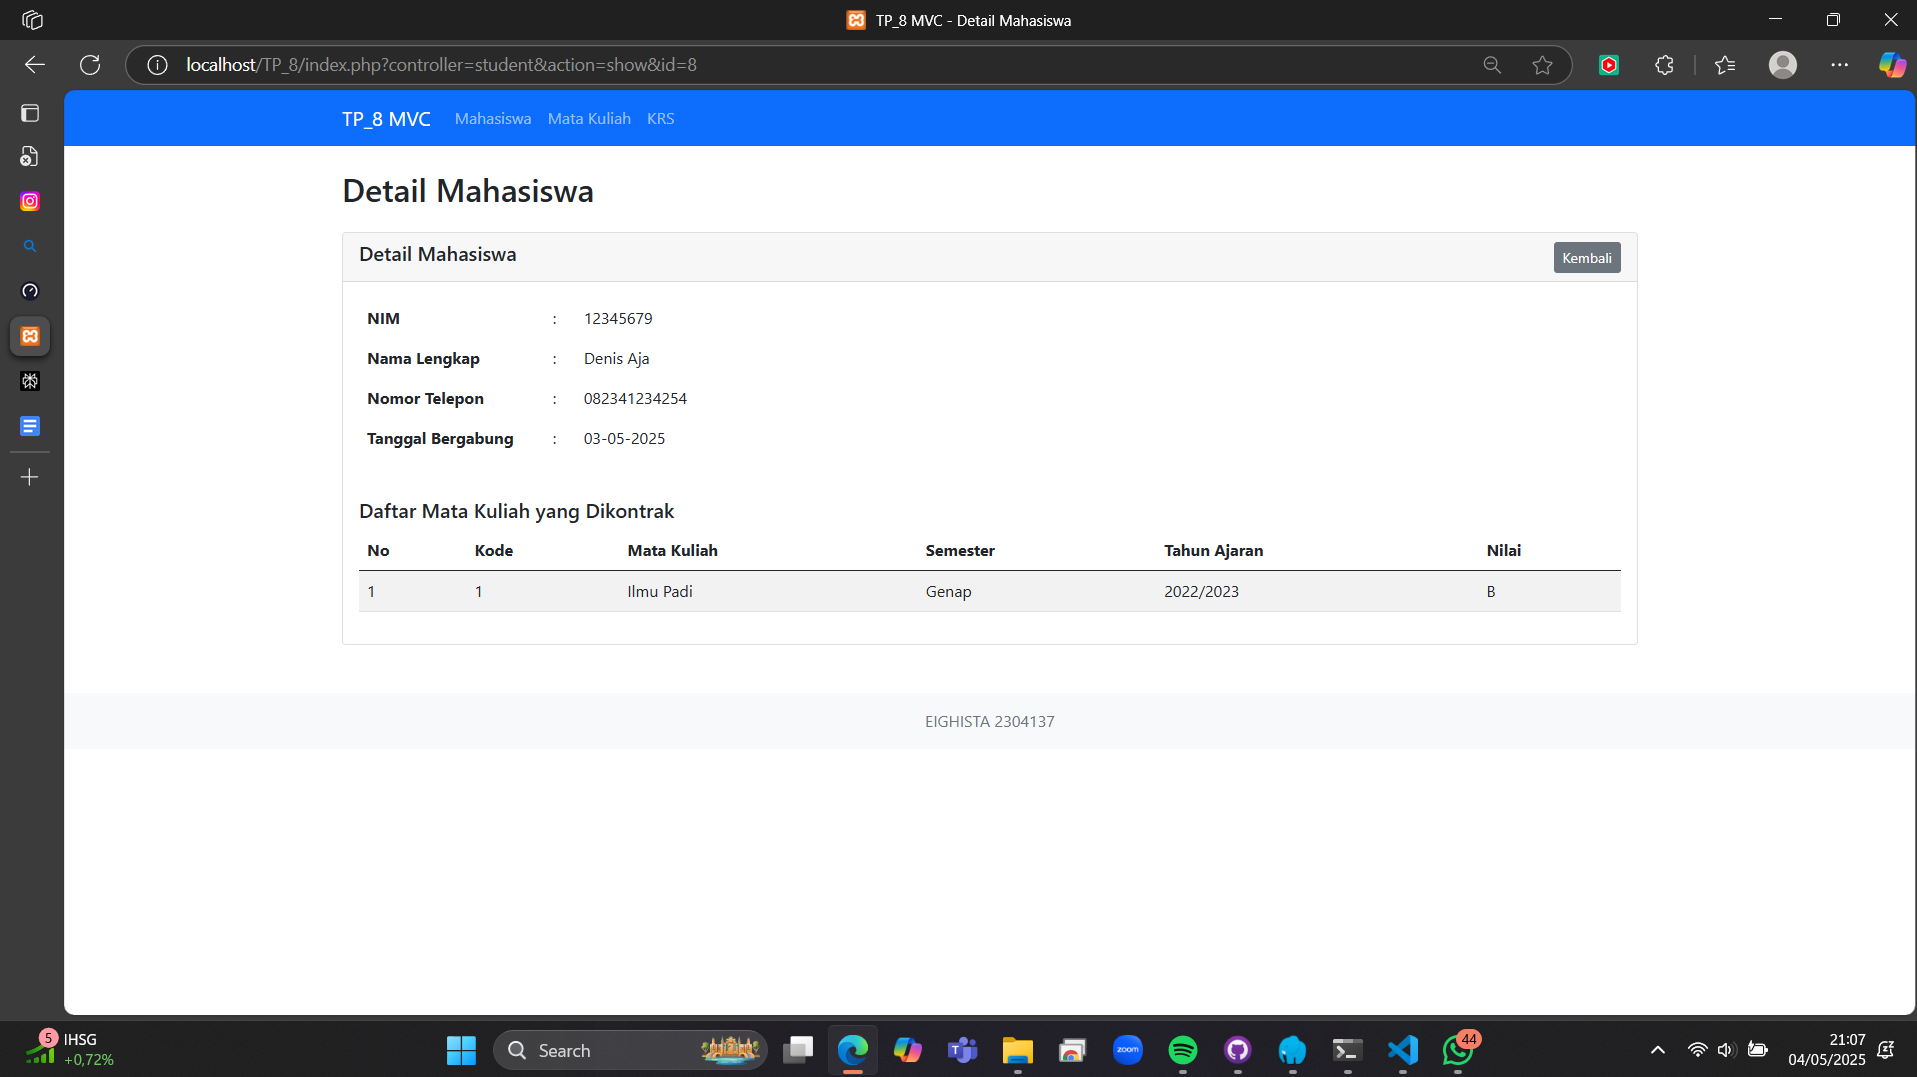 TP_8 MVC - Detail Mahasiswa
localhost/TP_8/index.php?controller=student&action=show&id=8
TP_8 MVC Mahasiswa Mata Kuliah KRS
Detail Mahasiswa
Detail Mahasiswa Kembali
NIM : 12345679
Nama Lengkap : Denis Aja
Nomor Telepon : 082341234254
Tanggal Bergabung : 03-05-2025
Daftar Mata Kuliah yang Dikontrak
No Kode Mata Kuliah Semester Tahun Ajaran Nilai
1 1 Ilmu Padi Genap 2022/2023 B
EIGHISTA 2304137
5 IHSG
+0,72%
Search
zoom
44
21:07
04/05/2025